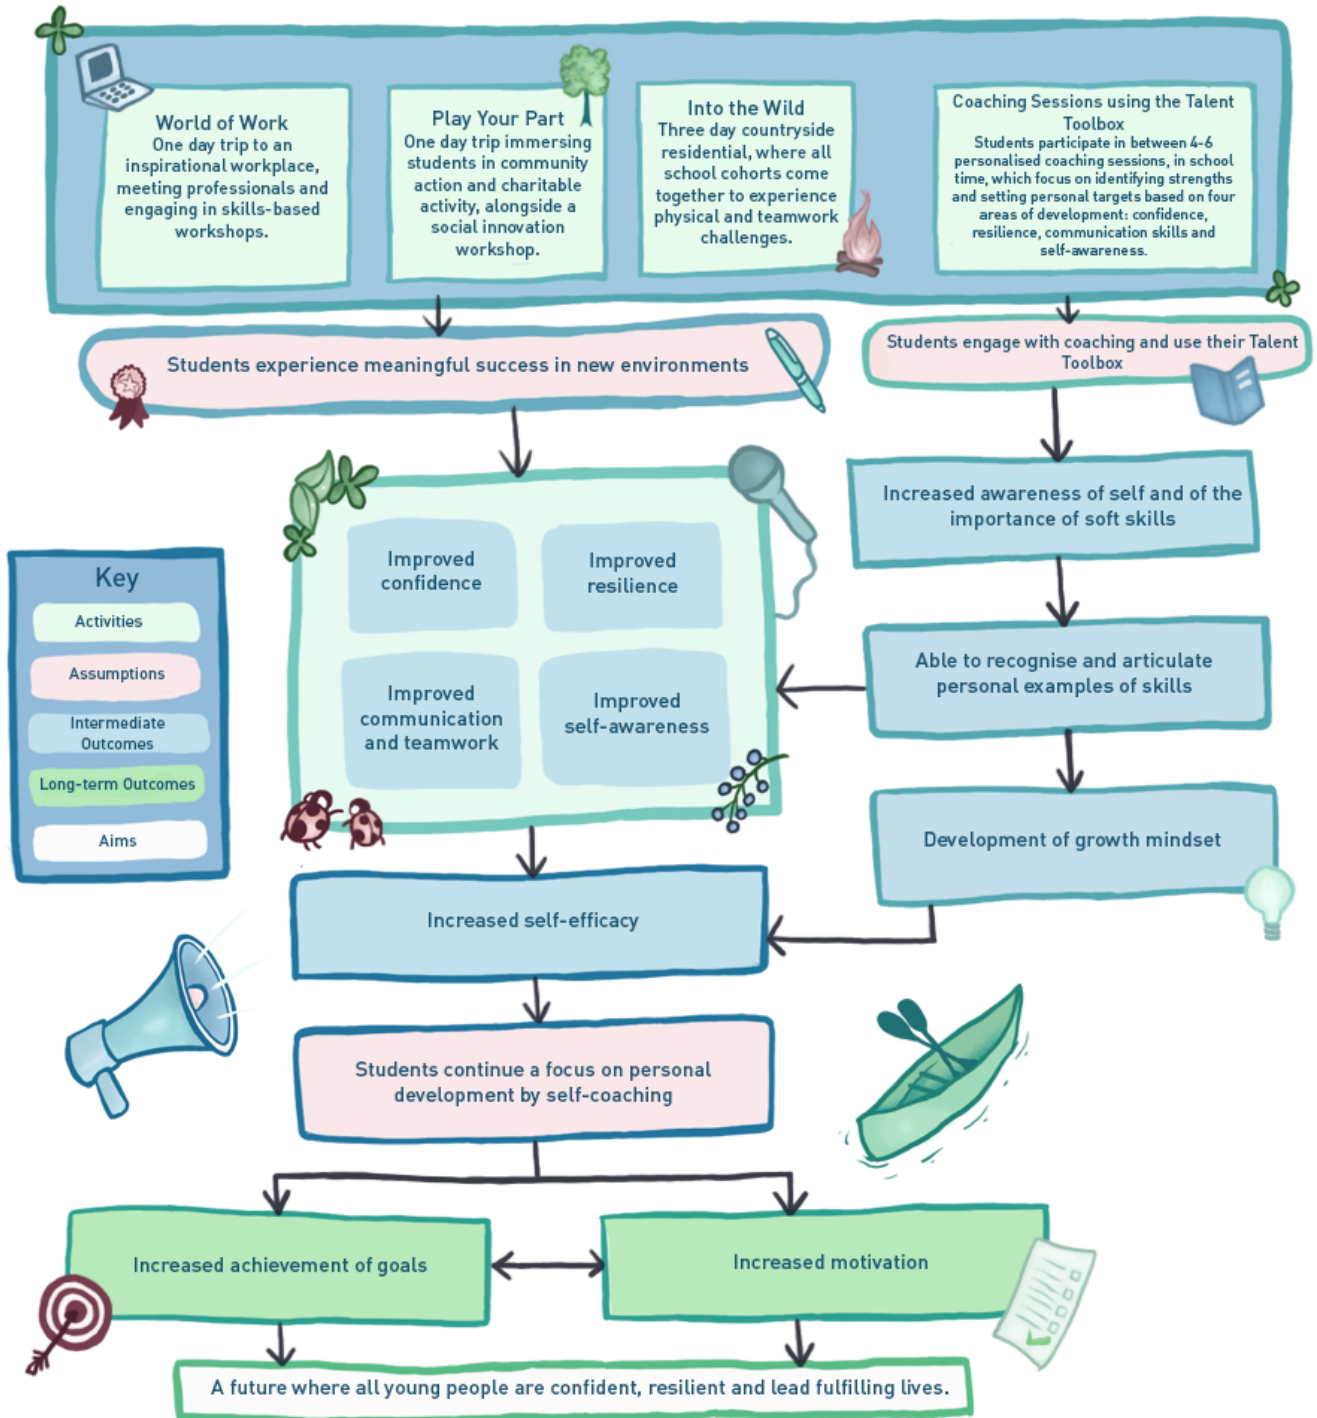 World of Work
One day trip to an
inspirational workplace,
meeting professionals and
engaging in skills-based
workshops.
Play Your Part
One day trip immersing
students in community
action and charitable
activity, alongside a
social innovation
workshop.
Into the Wild
Three day countryside
residential, where all
school cohorts come
together to experience
physical and teamwork
challenges.
Coaching Sessions using the Talent
Toolbox
Students participate in between 4-6
personalised coaching sessions, in school
time, which focus on identifying strengths
and setting personal targets based on four
areas of development: confidence,
resilience, communication skills and
self-awareness.
Students experience meaningful success in new environments
Students engage with coaching and use their Talent
Toolbox
Increased awareness of self and of the
importance of soft skills
Improved
confidence
Improved
resilience
Improved
communication
and teamwork
Improved
self-awareness
Able to recognise and articulate
personal examples of skills
Key
Activities
Assumptions
Intermediate
Outcomes
Long-term Outcomes
Aims
Development of growth mindset
Increased self-efficacy
Students continue a focus on personal
development by self-coaching
Increased achievement of goals
Increased motivation
A future where all young people are confident, resilient and lead fulfilling lives.